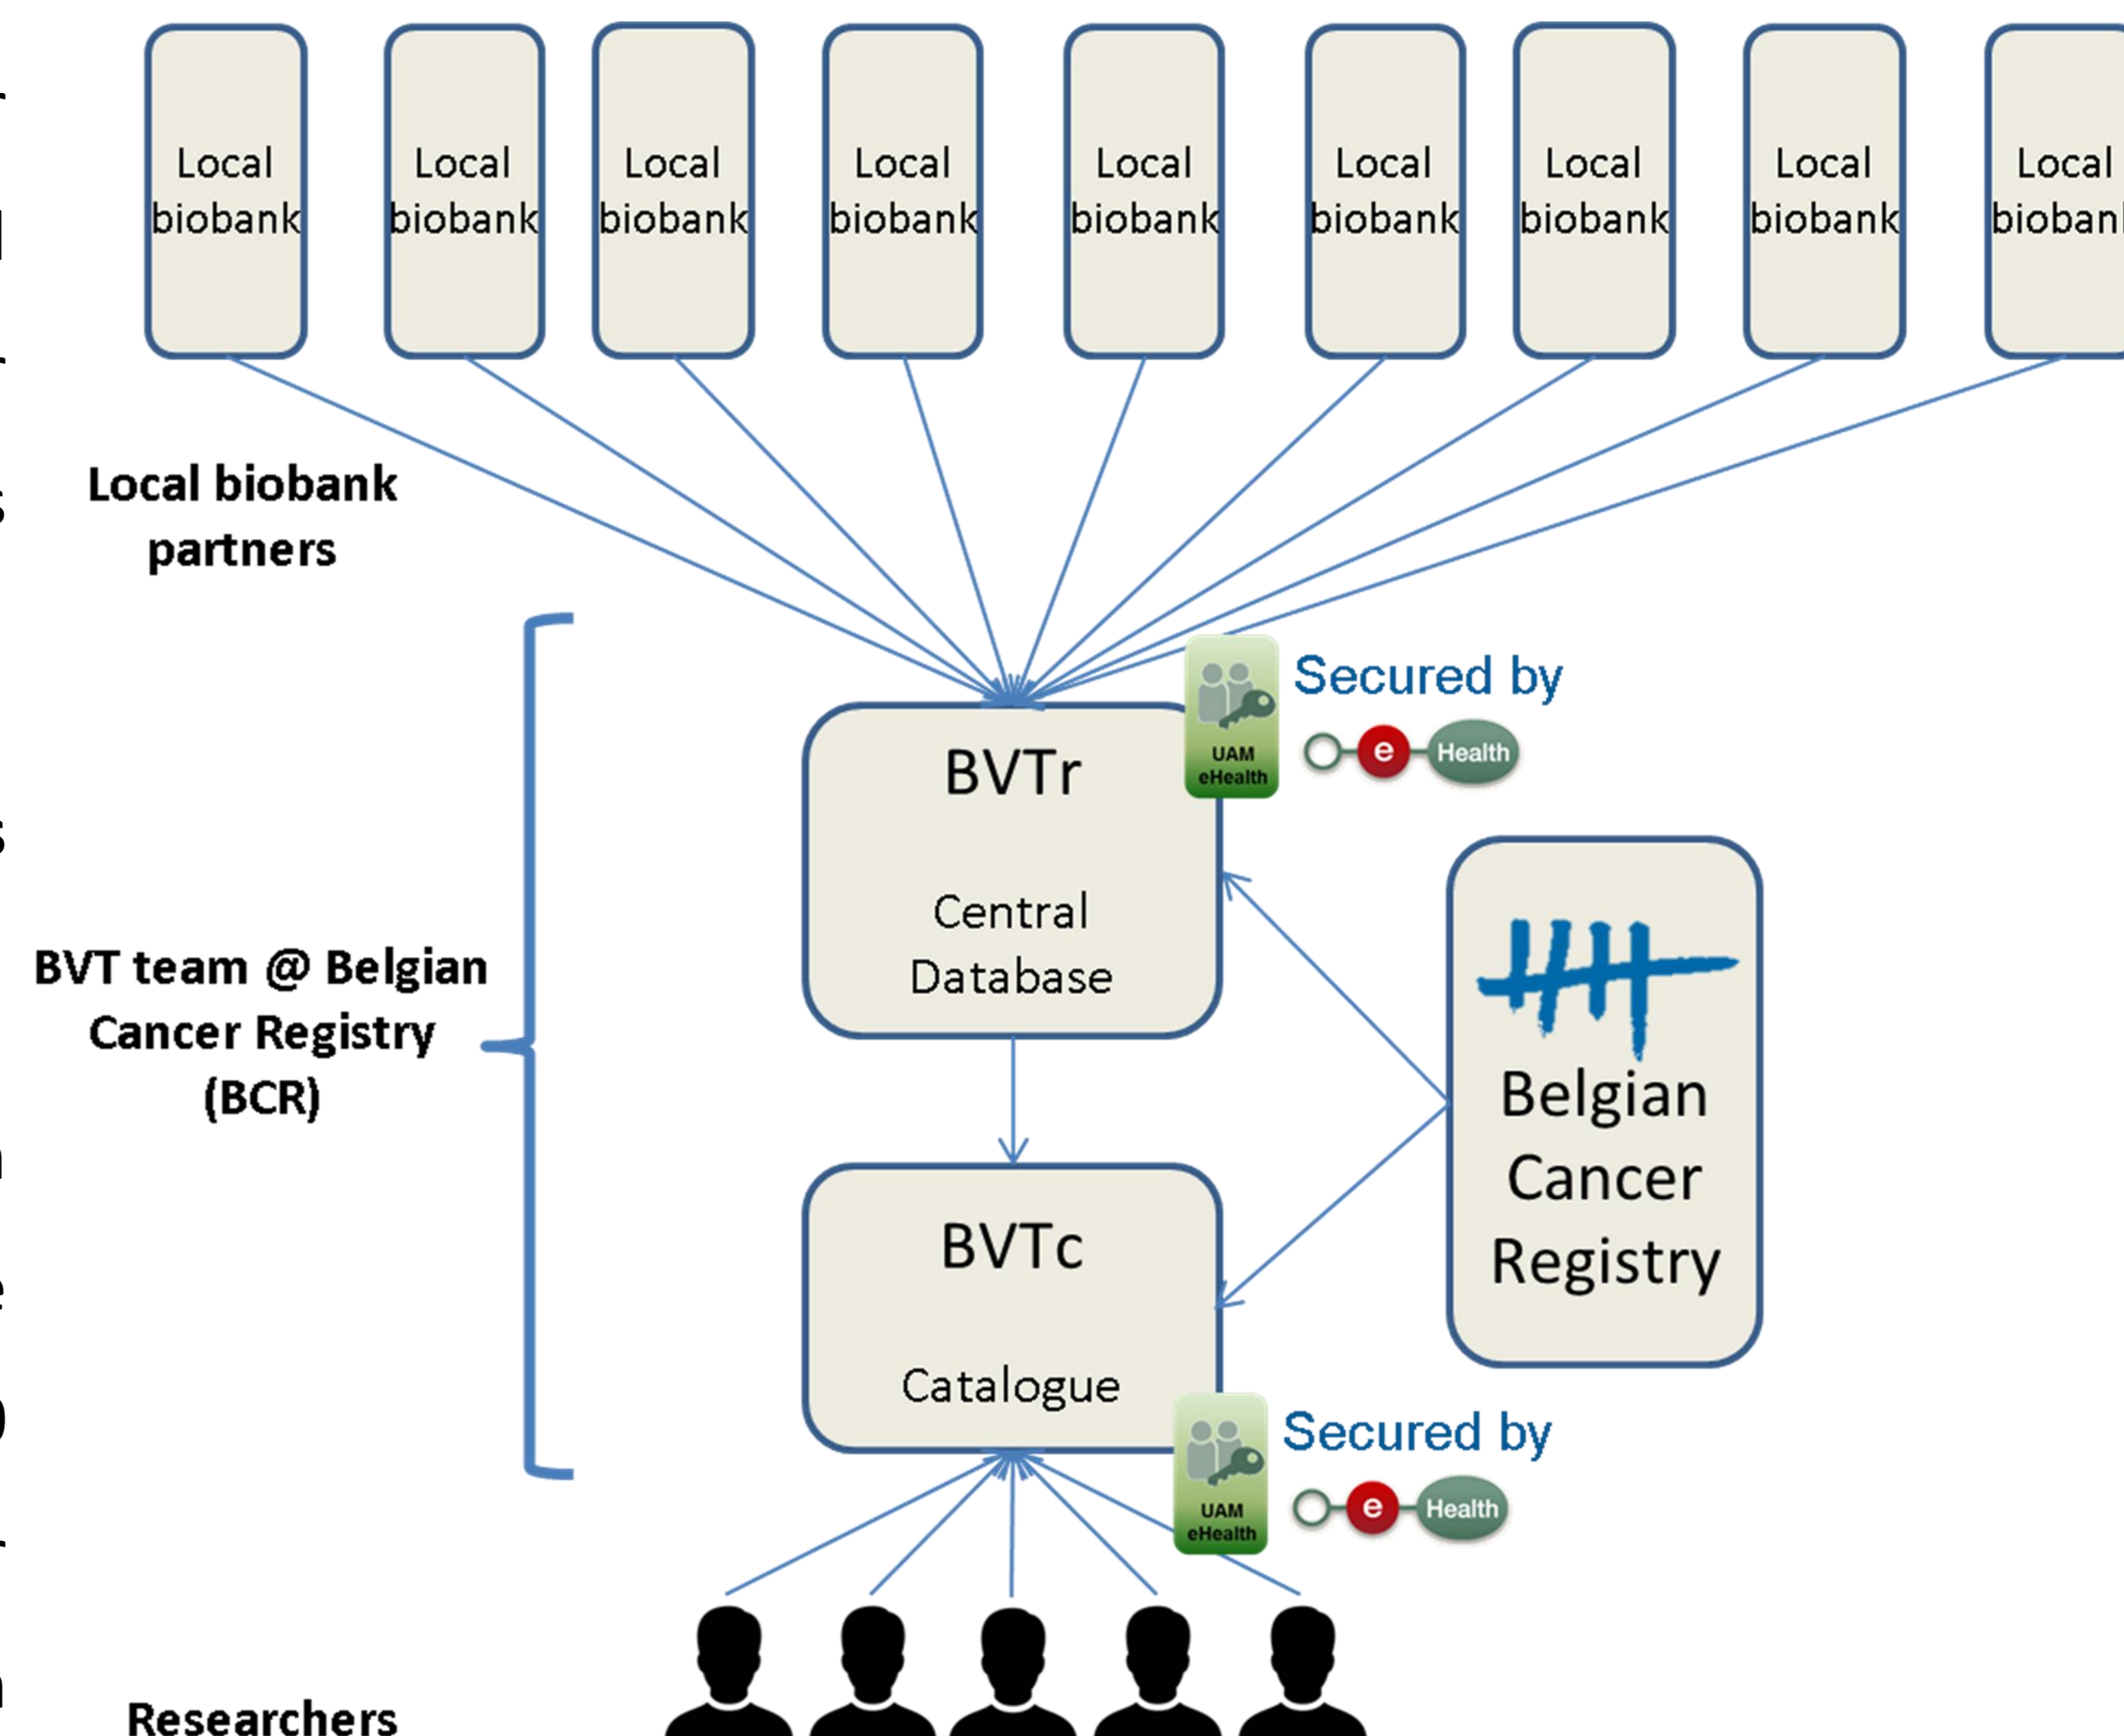 Local Local Local Local Local Local Local Local Local
biobank biobank biobank biobank biobank biobank biobank biobank
Local biobank
partners
Secured by
e Health
UAM
eHealth
BVTr
Central
Database
BVT team @ Belgian
Cancer Registry
(BCR)
Belgian
Cancer
Registry
BVTc
Catalogue
Secured by
e Health
UAM
eHealth
Researchers